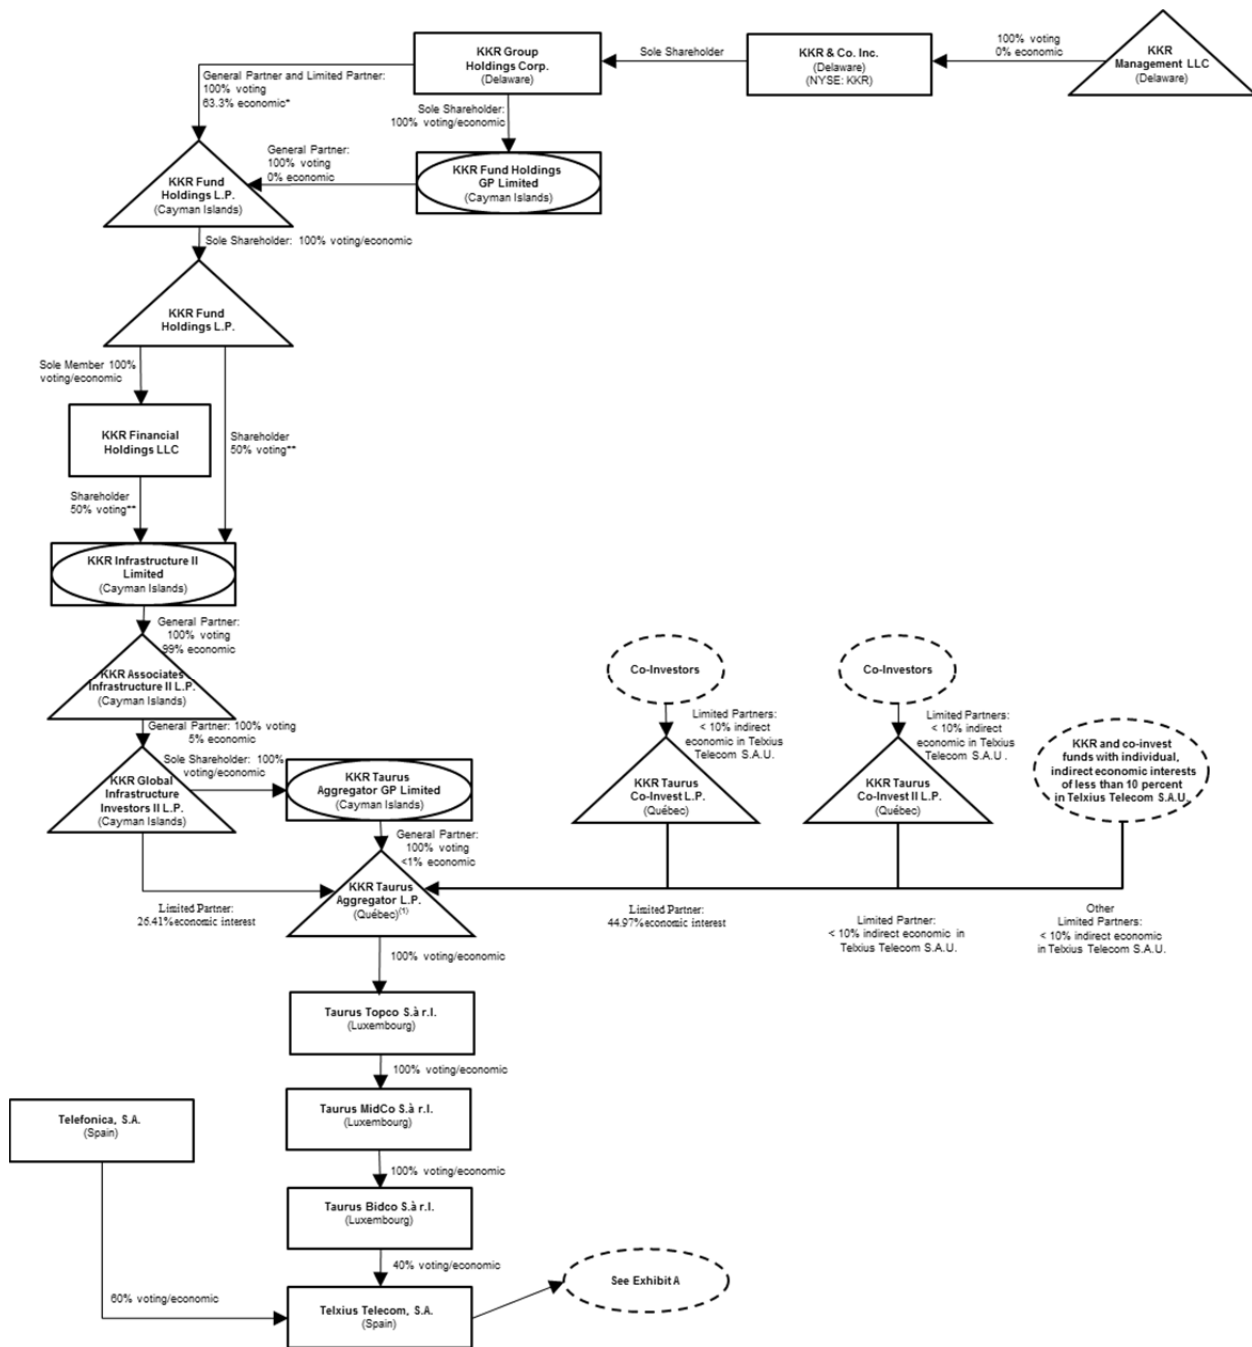 KKR Group
Holdings Corp.
(Delaware)
Sole Shareholder
KKR & Co. Inc.
(Delaware)
(NYSE: KKR)
100% voting
0% economic
KKR
Management LLC
(Delaware)
General Partner and Limited Partner:
100% voting
63.3% economic*
Sole Shareholder:
100% voting/economic
General Partner:
100% voting
0% economic
KKR Fund Holdings
GP Limited
(Cayman Islands)
KKR Fund
Holdings L.P.
(Cayman Islands)
Sole Shareholder: 100% voting/economic
KKR Fund
Holdings L.P.
Sole Member 100%
voting/economic
KKR Financial
Holdings LLC
Shareholder
50% voting**
Shareholder
50% voting**
KKR Infrastructure II
Limited
(Cayman Islands)
General Partner:
100% voting
99% economic
KKR Associates
Infrastructure II L.P.
(Cayman Islands)
General Partner: 100% voting
5% economic
Sole Shareholder: 100%
voting/economic
KKR Global
Infrastructure
Investors II L.P.
(Cayman Islands)
KKR Taurus
Aggregator GP Limited
(Cayman Islands)
General Partner:
100% voting
<1% economic
Co-Investors
Limited Partners:
< 10% indirect
economic in Telxius
Telecom S.A.U.
KKR Taurus
Co-Invest L.P.
(Québec)
Co-Investors
Limited Partners:
< 10% indirect
economic in Telxius
Telecom S.A.U .
KKR Taurus
Co-Invest II L.P.
(Québec)
KKR and co-invest
funds with individual,
indirect economic interests
of less than 10 percent
in Telxius Telecom S.A.U.
KKR Taurus
Aggregator L.P.
(Québec)(1)
Limited Partner:
26.41% economic interest
Limited Partner:
44.97% economic interest
Limited Partner:
< 10% indirect economic in
Telxius Telecom S.A.U.
Other
Limited Partners:
< 10% indirect economic
in Telxius Telecom S.A.U.
100% voting/economic
Taurus Topco S.à r.l.
(Luxembourg)
100% voting/economic
Taurus MidCo S.à r.l.
(Luxembourg)
100% voting/economic
Taurus Bidco S.à r.l.
(Luxembourg)
40% voting/economic
Telefonica, S.A.
(Spain)
60% voting/economic
Telxius Telecom, S.A.
(Spain)
See Exhibit A